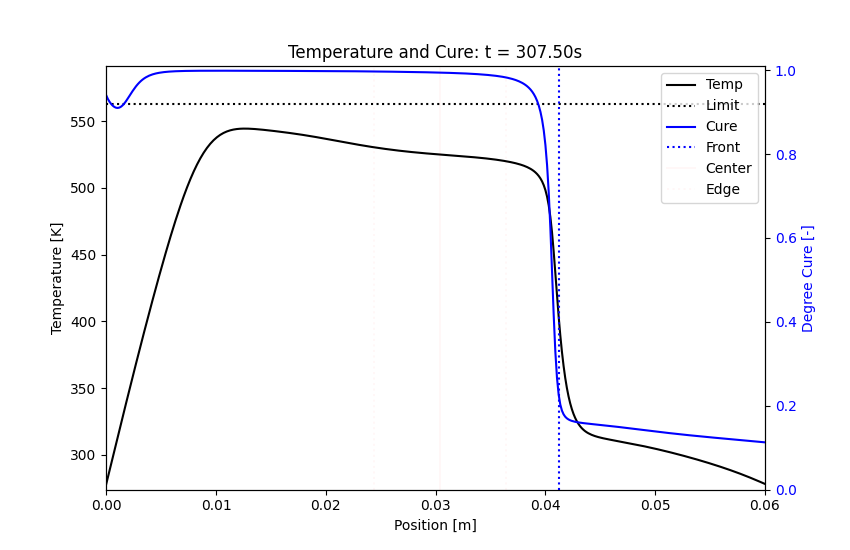 Temperature and Cure: t = 307.50s
Temp
Limit
Cure
Front
Center
Edge
Temperature [K]
550
500
450
400
350
300
1.0
0.8
0.6
0.4
0.2
0.0
Degree Cure [-]
0.00 0.01 0.02 0.03 0.04 0.05 0.06
Position [m]